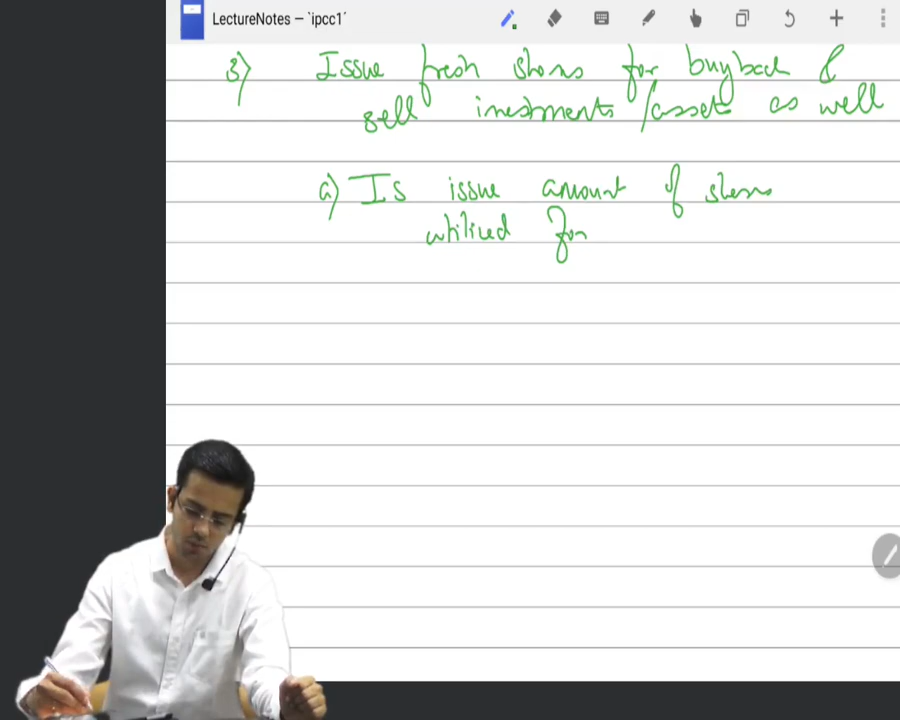 LectureNotes – `ipcc1´
3) Issue fresh shares for buyback &
sell investments/assets as well
a) Is issue amount of shares
utilised for